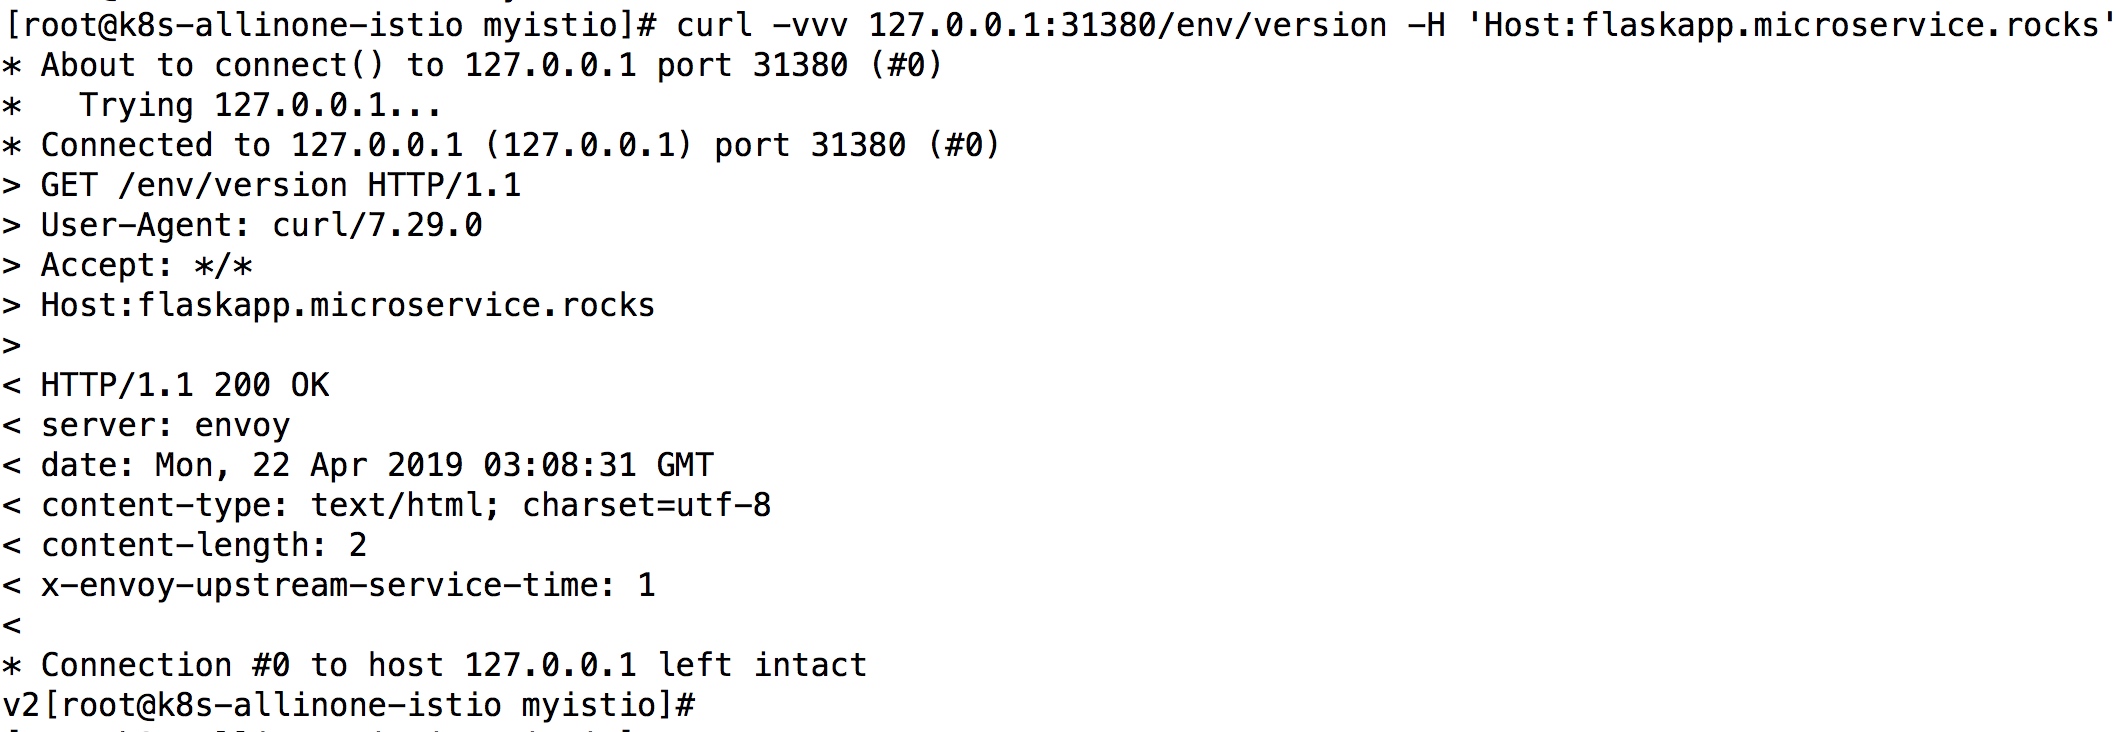 [root@k8s-allinone-istio myistio]# curl -vvv 127.0.0.1:31380/env/version -H 'Host:flaskapp.microservice.rocks'
* About to connect() to 127.0.0.1 port 31380 (#0)
*   Trying 127.0.0.1...
* Connected to 127.0.0.1 (127.0.0.1) port 31380 (#0)
> GET /env/version HTTP/1.1
> User-Agent: curl/7.29.0
> Accept: */*
> Host:flaskapp.microservice.rocks
>
< HTTP/1.1 200 OK
< server: envoy
< date: Mon, 22 Apr 2019 03:08:31 GMT
< content-type: text/html; charset=utf-8
< content-length: 2
< x-envoy-upstream-service-time: 1
<
* Connection #0 to host 127.0.0.1 left intact
v2[root@k8s-allinone-istio myistio]#